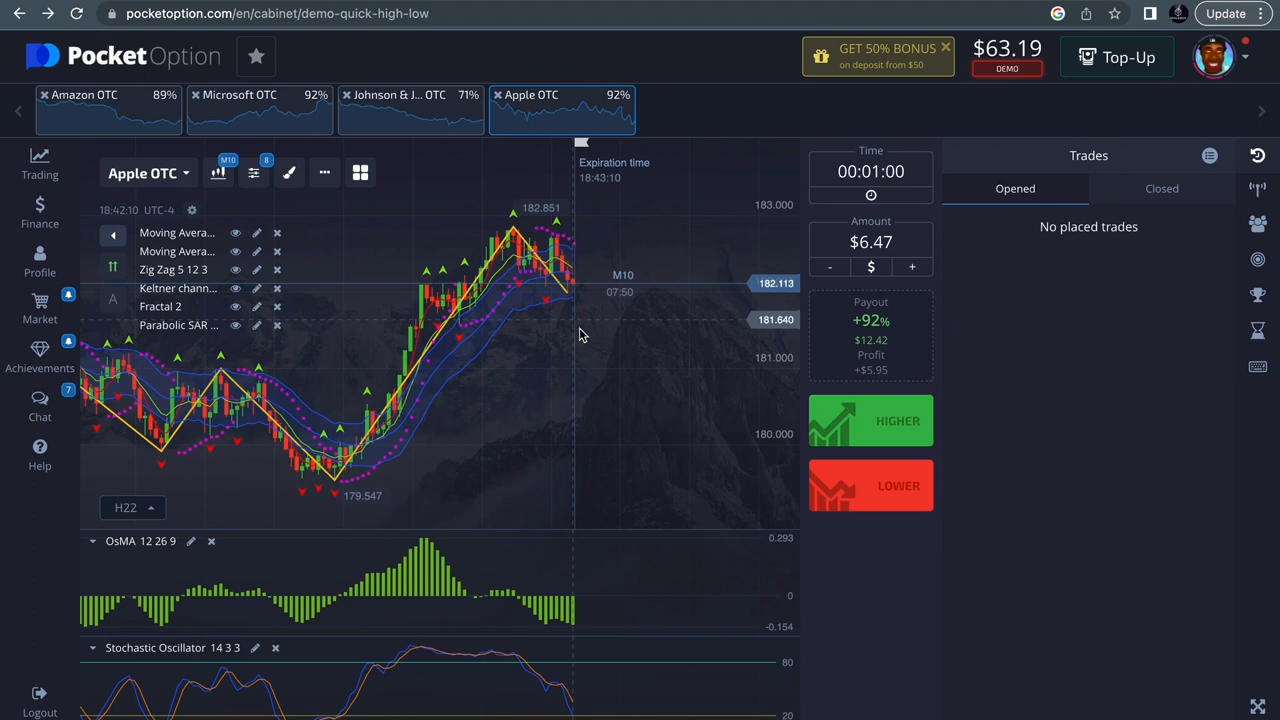 pocketoption.com/en/cabinet/demo-quick-high-low
Update
PocketOption
GET 50% BONUS
on deposit from $50
$63.19
DEMO
Top-Up
Amazon OTC 89%
Microsoft OTC 92%
Johnson & J... OTC 71%
Apple OTC 92%
Trading
Finance
Profile
Market
Achievements
7
Chat
Help
Logout
Apple OTC
M10
8
18:42:10 UTC-4
Moving Avera...
Moving Avera...
Zig Zag 5 12 3
Keltner chann...
Fractal 2
Parabolic SAR ...
A
H22
Expiration time
18:43:10
182.851
179.547
M10
07:50
183.000
182.113
181.640
181.000
180.000
OsMA 12 26 9
0.293
0
-0.154
Stochastic Oscillator 14 3 3
80
20
Time
00:01:00
Amount
$6.47
- $ +
Payout
+92%
$12.42
Profit
+$5.95
HIGHER
LOWER
Trades
Opened
Closed
No placed trades